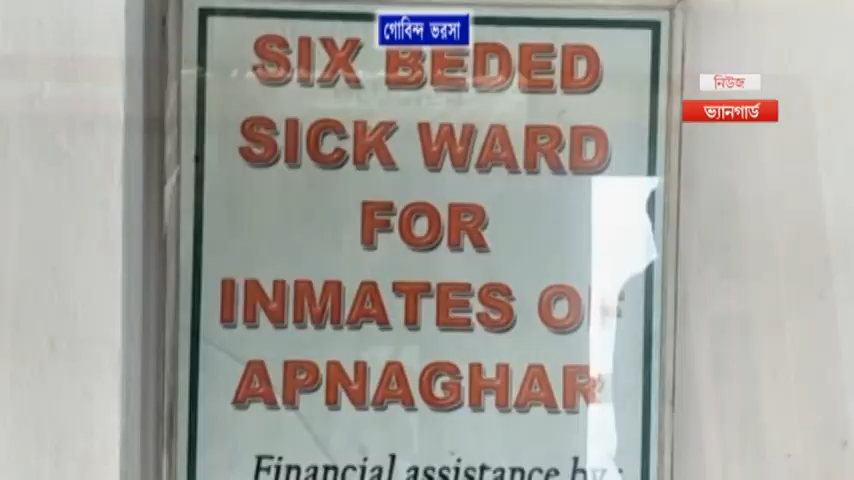 গোবিন্দ ভরসা
SIX BEDED
SICK WARD
FOR
INMATES OF
APNAGHAR
Financial assistance by :
নিউজ
ভ্যানগার্ড